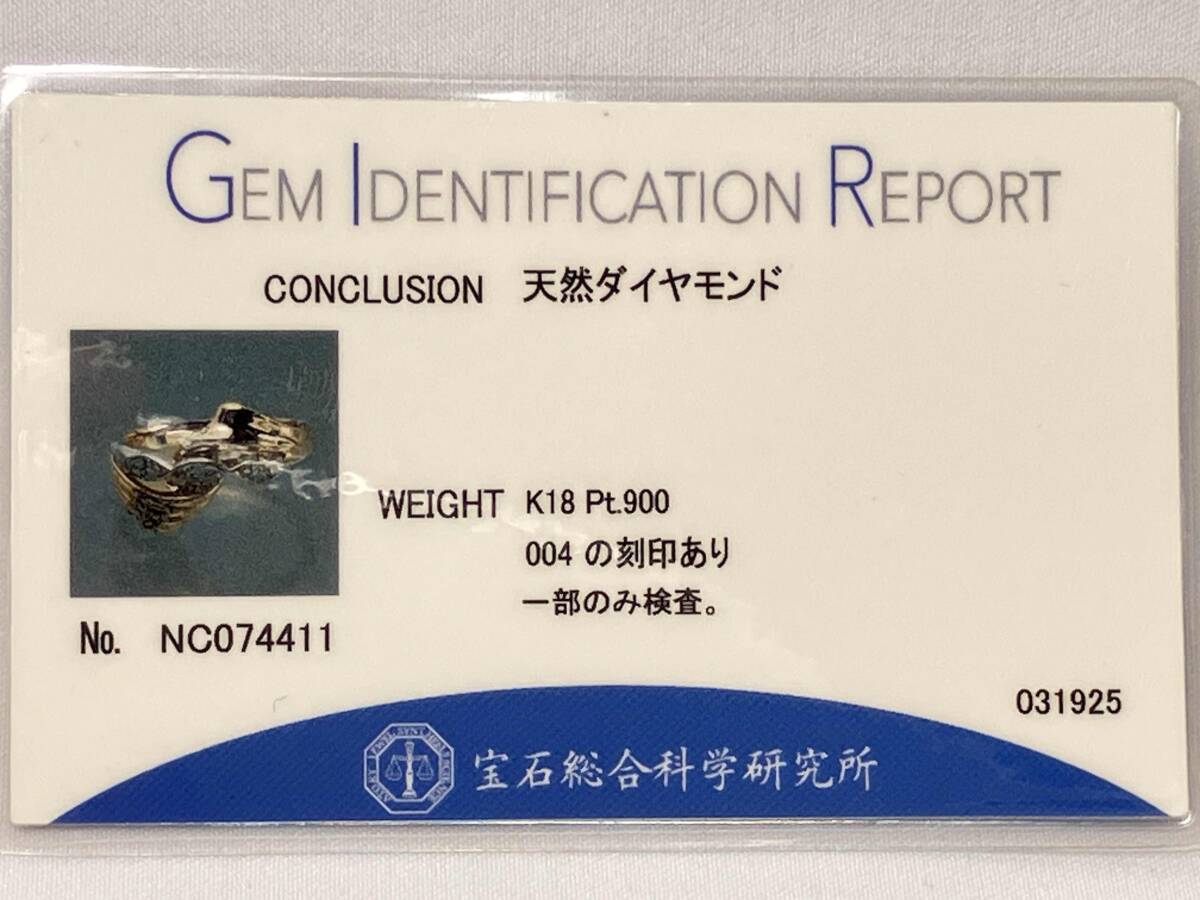 GEM IDENTIFICATION REPORT
CONCLUSION 天然ダイヤモンド
WEIGHT K18 Pt.900
004 の刻印あり
一部のみ検査。
No. NC074411
031925
宝石総合科学研究所